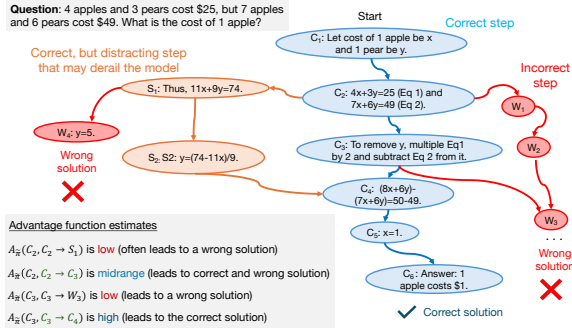 Question: 4 apples and 3 pears cost $25, but 7 apples
and 6 pears cost $49. What is the cost of 1 apple?
Start
Correct step
C₁: Let cost of 1 apple be x
and 1 pear be y.
Correct, but distracting step
that may derail the model
Incorrect
step
S₁: Thus, 11x+9y=74.
C₂: 4x+3y=25 (Eq 1) and
7x+6y=49 (Eq 2).
W₁
W₄: y=5.
Wrong
solution
S₂: S2: y=(74-11x)/9.
C₃: To remove y, multiple Eq1
by 2 and subtract Eq 2 from it.
W₂
C₄: (8x+6y)-
(7x+6y)=50-49.
W₃
...
Wrong
solution
C₅: x=1.
C₆: Answer: 1
apple costs $1.
Correct solution
Advantage function estimates
A_π̃(C₂, C₂ → S₁) is low (often leads to a wrong solution)
A_π̃(C₂, C₂ → C₃) is midrange (leads to correct and wrong solution)
A_π̃(C₃, C₃ → W₃) is low (leads to a wrong solution)
A_π̃(C₃, C₃ → C₄) is high (leads to the correct solution)